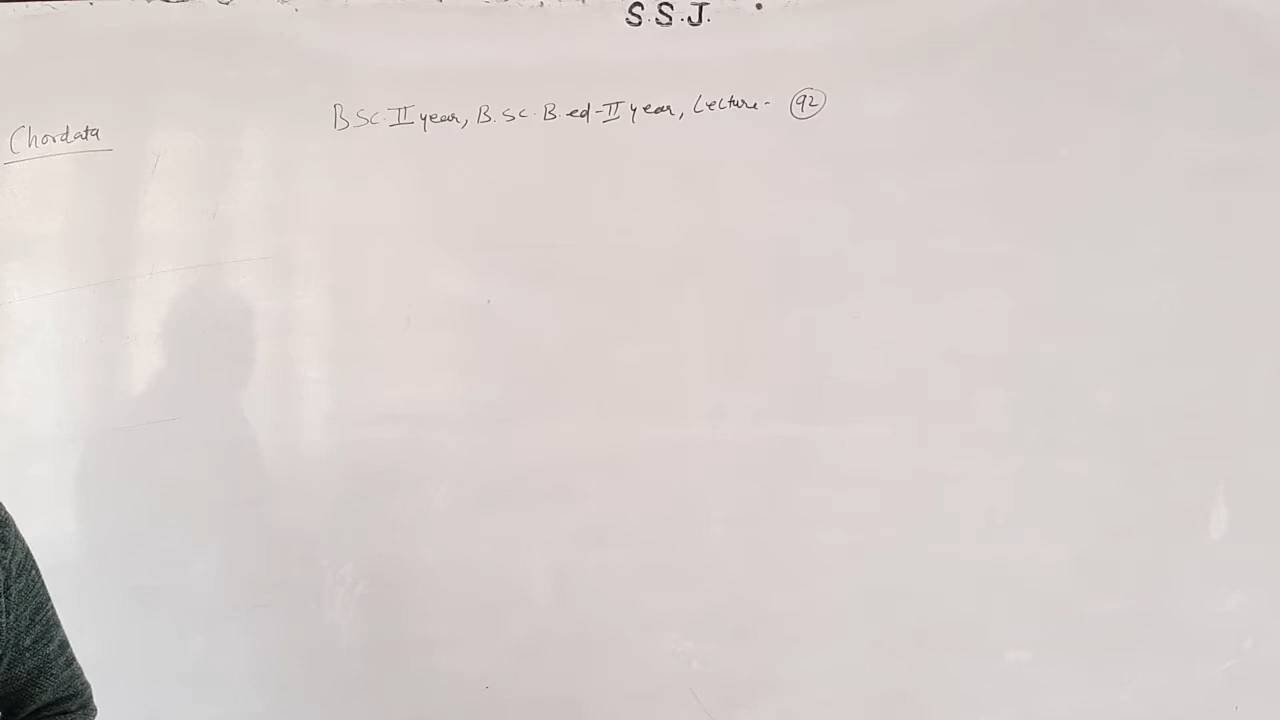 S.S.J.
B.Sc. II year, B.Sc. B.ed-II year, Lecture- 92
Chordata